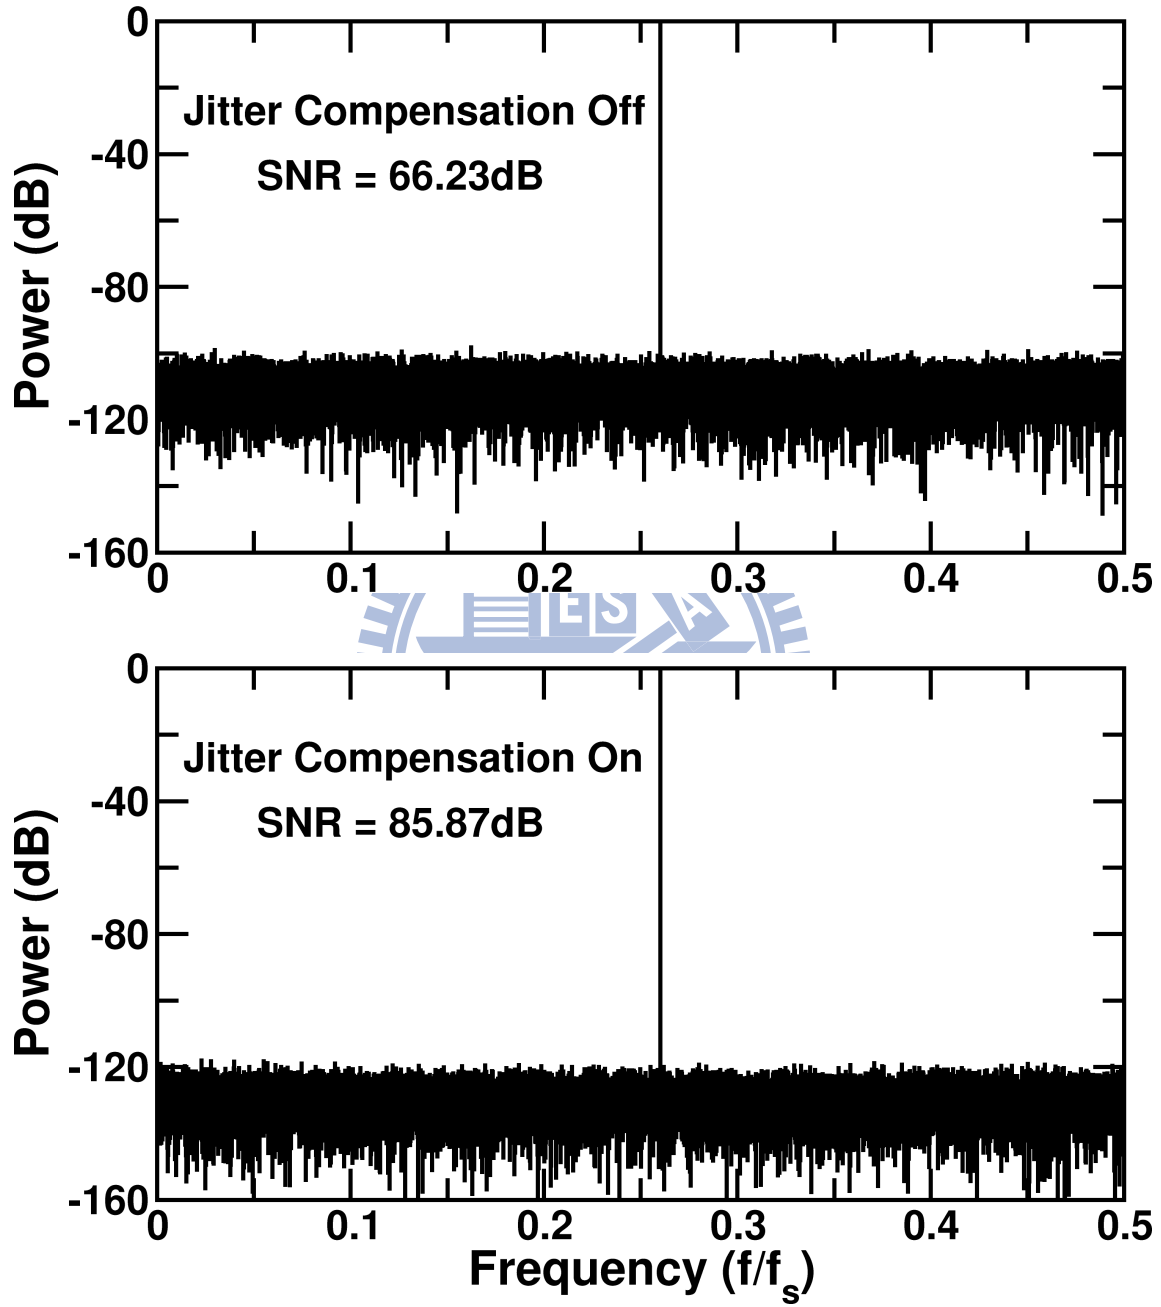 0
Jitter Compensation Off
-40
SNR = 66.23dB
Power (dB)
-80
-120
-160
0 0.1 0.2 0.3 0.4 0.5
E S A
0
Jitter Compensation On
-40
SNR = 85.87dB
Power (dB)
-80
-120
-160
0 0.1 0.2 0.3 0.4 0.5
Frequency (f/fs)